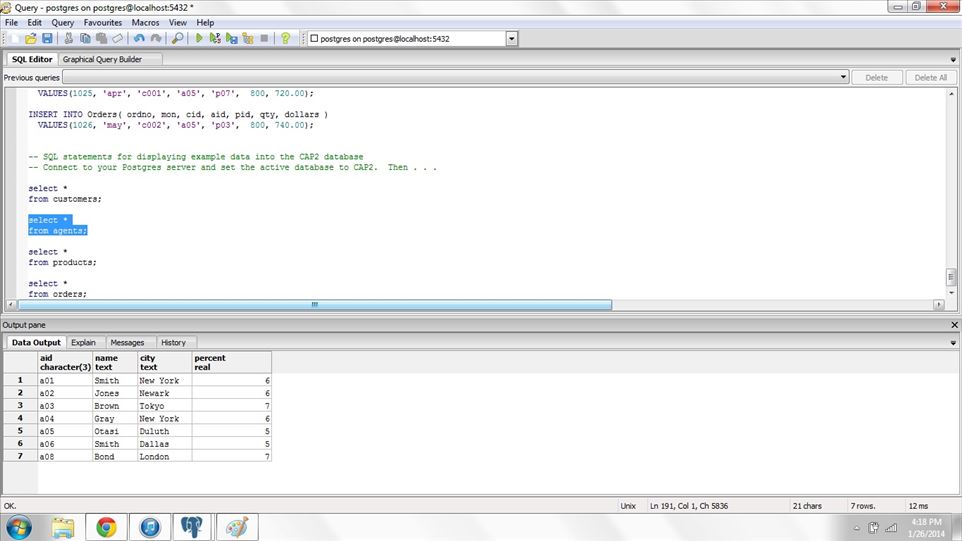 Query - postgres on postgres@localhost:5432 *
File Edit Query Favourites Macros View Help
postgres on postgres@localhost:5432
SQL Editor Graphical Query Builder
Previous queries Delete Delete All
VALUES(1025, 'apr', 'c001', 'a05', 'p07', 800, 720.00);
INSERT INTO Orders( ordno, mon, cid, aid, pid, qty, dollars )
VALUES(1026, 'may', 'c002', 'a05', 'p03', 800, 740.00);
-- SQL statements for displaying example data into the CAP2 database
-- Connect to your Postgres server and set the active database to CAP2. Then . . .
select *
from customers;
select *
from agents;
select *
from products;
select *
from orders;
Output pane
Data Output Explain Messages History
aid name city percent
character(3) text text real
1 a01 Smith New York 6
2 a02 Jones Newark 6
3 a03 Brown Tokyo 7
4 a04 Gray New York 6
5 a05 Otasi Duluth 5
6 a06 Smith Dallas 5
7 a08 Bond London 7
OK. Unix Ln 191, Col 1, Ch 5836 21 chars 7 rows. 12 ms
4:18 PM
1/26/2014